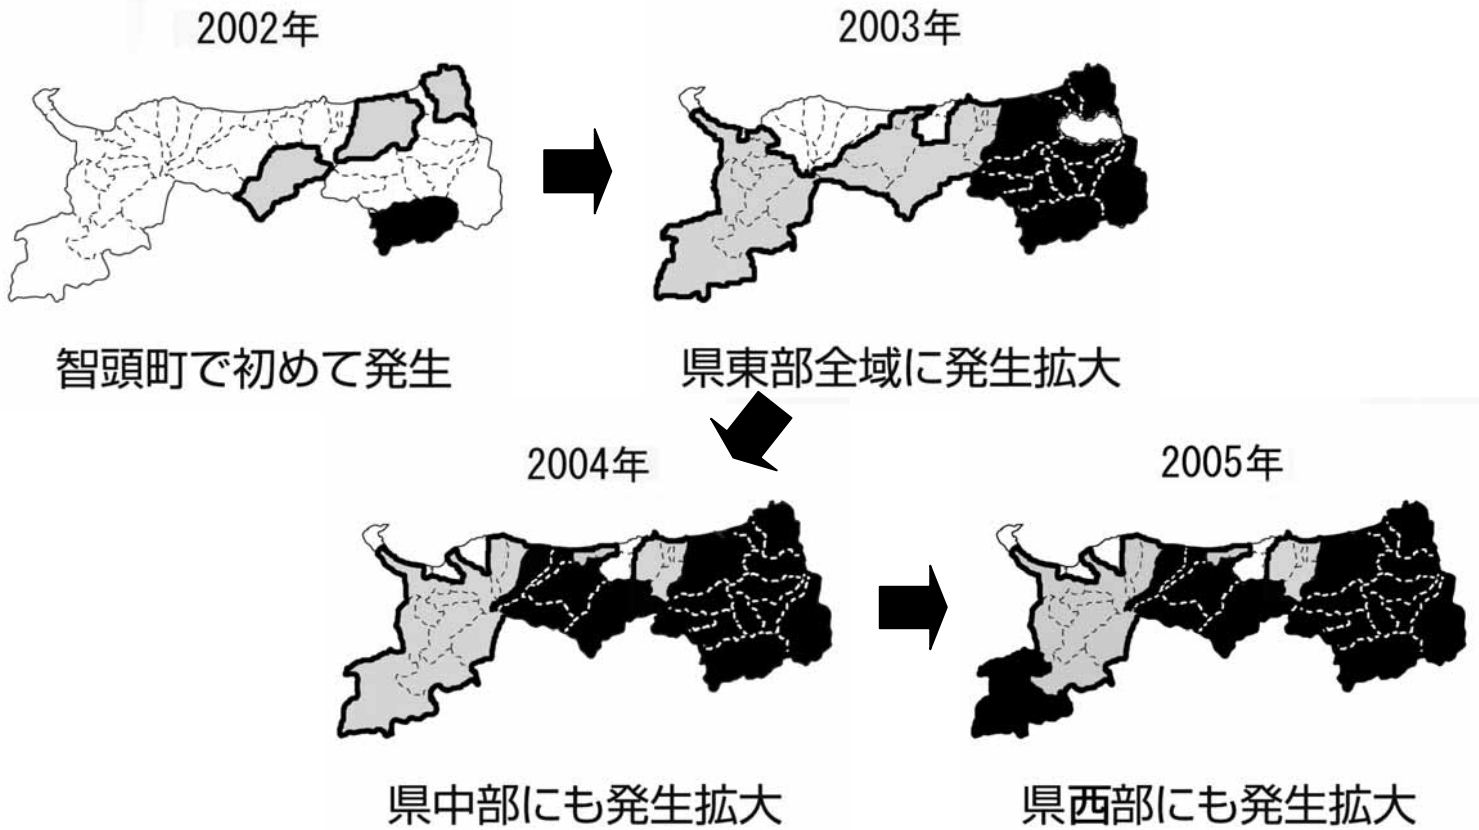 2002年
2003年
智頭町で初めて発生
県東部全域に発生拡大
2004年
2005年
県中部にも発生拡大
県西部にも発生拡大